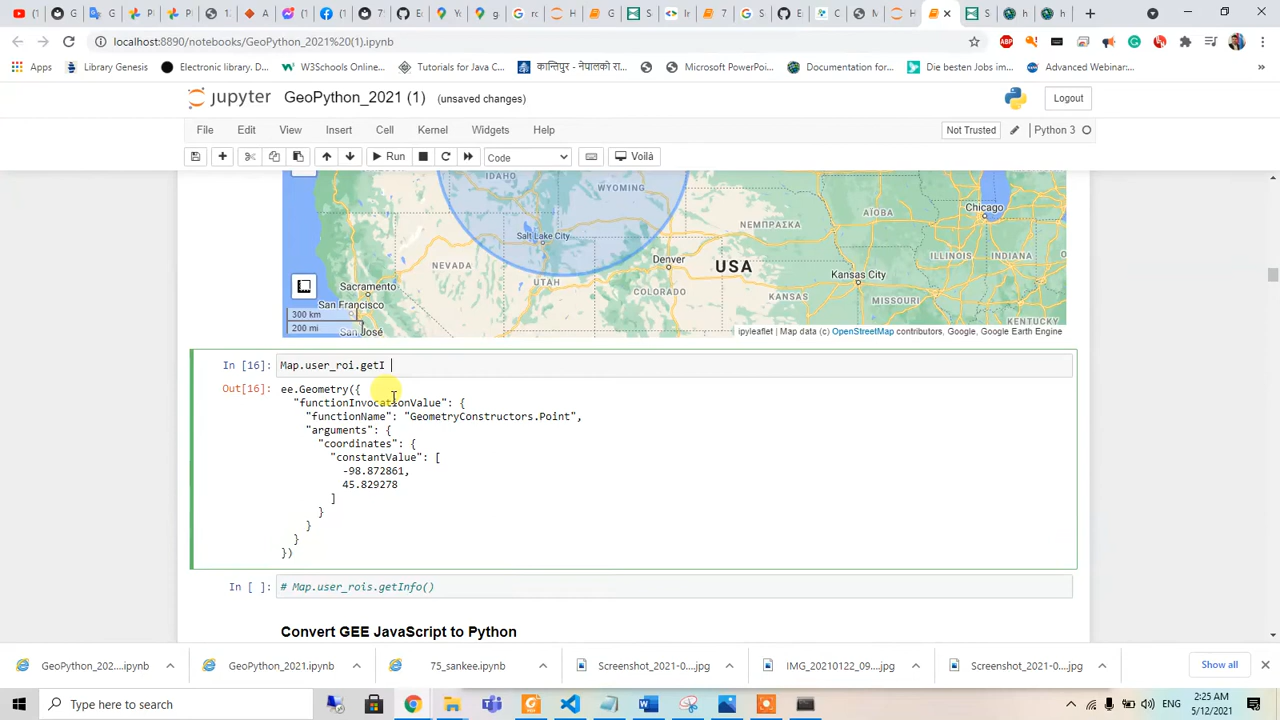 localhost:8890/notebooks/GeoPython_2021%20(1).ipynb
Apps Library Genesis Electronic library. D... W3Schools Online... Tutorials for Java C... कान्तिपुर - नेपालको रा... Microsoft PowerPoi... Documentation for... Die besten Jobs im... Advanced Webinar:... »
jupyter GeoPython_2021 (1) (unsaved changes) Logout
File Edit View Insert Cell Kernel Widgets Help Not Trusted Python 3
Run Code Voilà
IDAHO
WYOMING
Chicago
ΑΪΟΒΑ
ΝΕΜΠΡΑΣΚΑ
Salt Lake City
NEVADA
Denver
USA
ILLINOIS INDIANA
UTAH
Kansas City
COLORADO
KANSAS
MISSOURI
Sacramento
San Francisco
KENTUCKY
300 km
200 mi
San José
ipyleaflet | Map data (c) OpenStreetMap contributors, Google, Google Earth Engine
In [16]: Map.user_roi.getI
Out[16]: ee.Geometry({
"functionInvocationValue": {
"functionName": "GeometryConstructors.Point",
"arguments": {
"coordinates": {
"constantValue": [
-98.872861,
45.829278
]
}
}
}
})
In [ ]: # Map.user_rois.getInfo()
Convert GEE JavaScript to Python
GeoPython_202....ipynb GeoPython_2021.ipynb 75_sankee.ipynb Screenshot_2021-0....jpg IMG_20210122_09....jpg Screenshot_2021-0....jpg Show all
Type here to search ENG 2:25 AM
5/12/2021